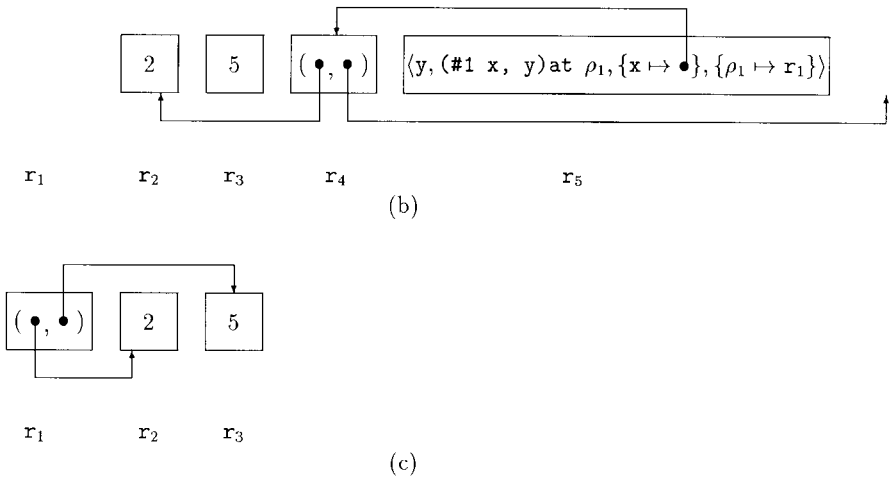 2 5 ( • , • ) ⟨y, (#1 x, y)at ρ₁, {x ↦ •}, {ρ₁ ↦ r₁}⟩
r₁ r₂ r₃ r₄ r₅
(b)
( • , • ) 2 5
r₁ r₂ r₃
(c)